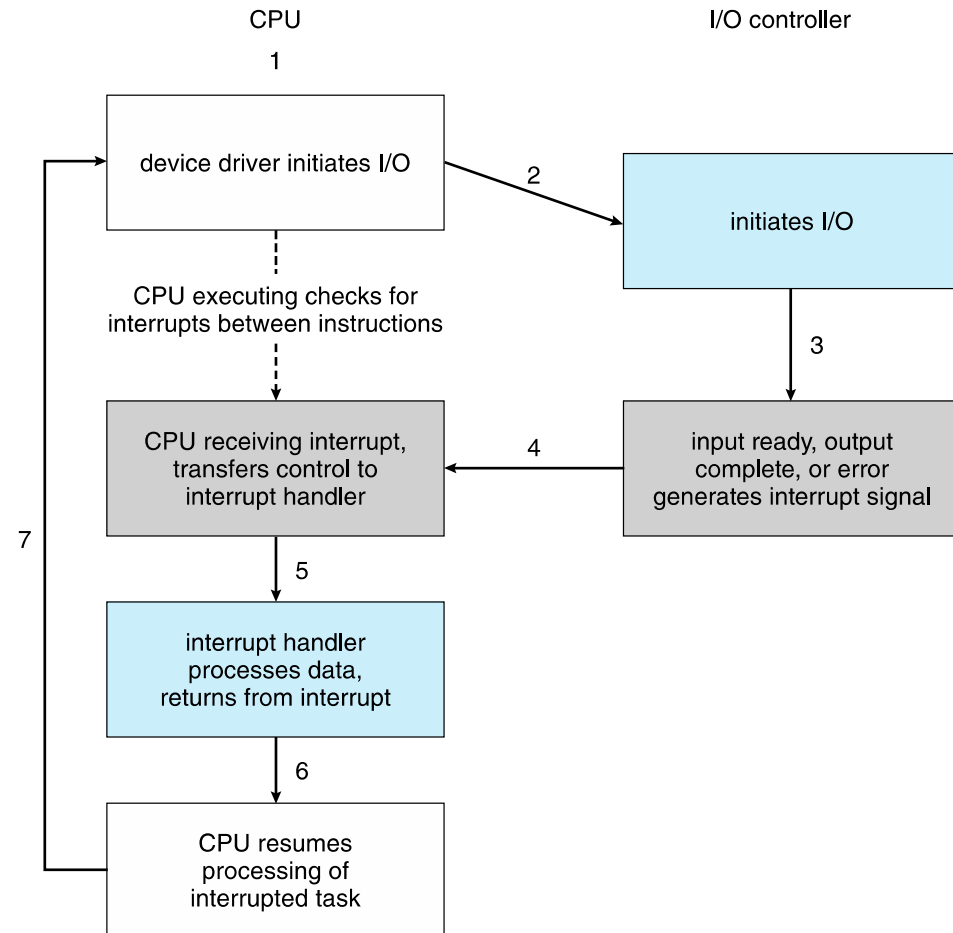 CPU
I/O controller
1
device driver initiates I/O
2
initiates I/O
CPU executing checks for
interrupts between instructions
3
CPU receiving interrupt,
transfers control to
interrupt handler
4
input ready, output
complete, or error
generates interrupt signal
7
5
interrupt handler
processes data,
returns from interrupt
6
CPU resumes
processing of
interrupted task